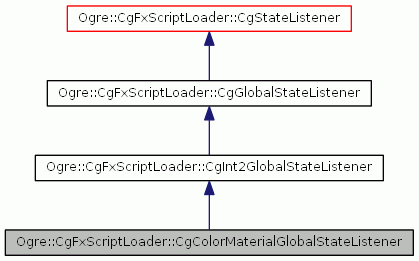 Ogre::CgFxScriptLoader::CgStateListener
Ogre::CgFxScriptLoader::CgGlobalStateListener
Ogre::CgFxScriptLoader::CgInt2GlobalStateListener
Ogre::CgFxScriptLoader::CgColorMaterialGlobalStateListener